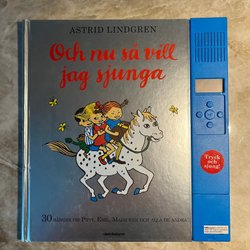 ASTRID LINDGREN
Och nu så vill
jag sjunga
Tryck
och
sjung!
30 SÅNGER OM PIPPI, EMIL, MADICKEN OCH ALLA DE ANDRA